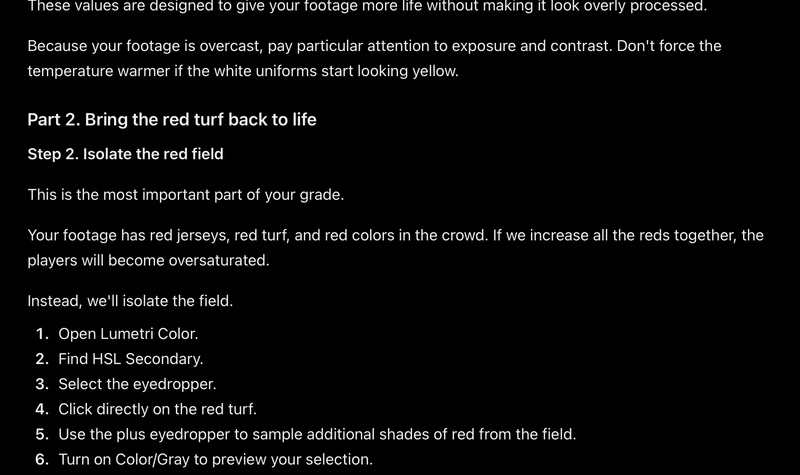 These values are designed to give your footage more life without making it look overly processed.
Because your footage is overcast, pay particular attention to exposure and contrast. Don't force the
temperature warmer if the white uniforms start looking yellow.
Part 2. Bring the red turf back to life
Step 2. Isolate the red field
This is the most important part of your grade.
Your footage has red jerseys, red turf, and red colors in the crowd. If we increase all the reds together, the
players will become oversaturated.
Instead, we'll isolate the field.
1. Open Lumetri Color.
2. Find HSL Secondary.
3. Select the eyedropper.
4. Click directly on the red turf.
5. Use the plus eyedropper to sample additional shades of red from the field.
6. Turn on Color/Gray to preview your selection.